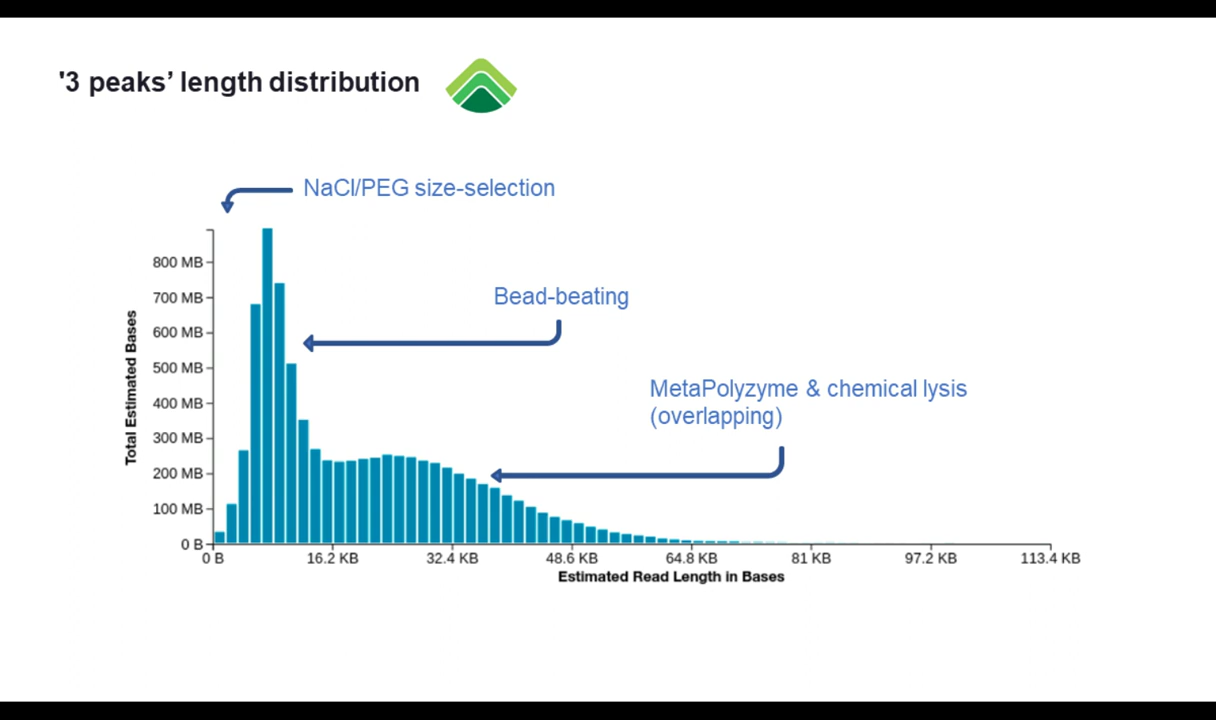 '3 peaks’ length distribution
NaCl/PEG size-selection
Bead-beating
MetaPolyzyme & chemical lysis
(overlapping)
Total Estimated Bases
800 MB
700 MB
600 MB
500 MB
400 MB
300 MB
200 MB
100 MB
0 B
0 B 16.2 KB 32.4 KB 48.6 KB 64.8 KB 81 KB 97.2 KB 113.4 KB
Estimated Read Length in Bases